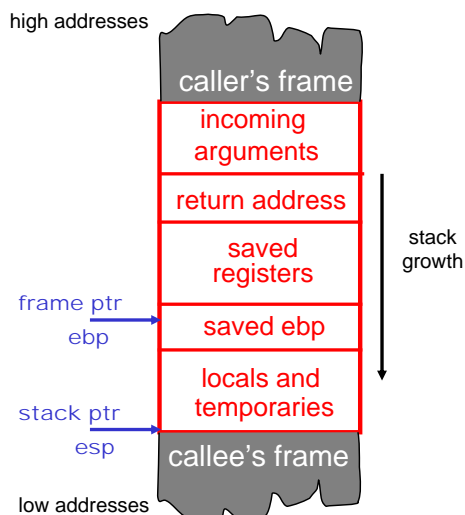 high addresses
caller's frame
incoming
arguments
return address
saved
registers
stack
growth
frame ptr
ebp
saved ebp
locals and
temporaries
stack ptr
esp
callee's frame
low addresses